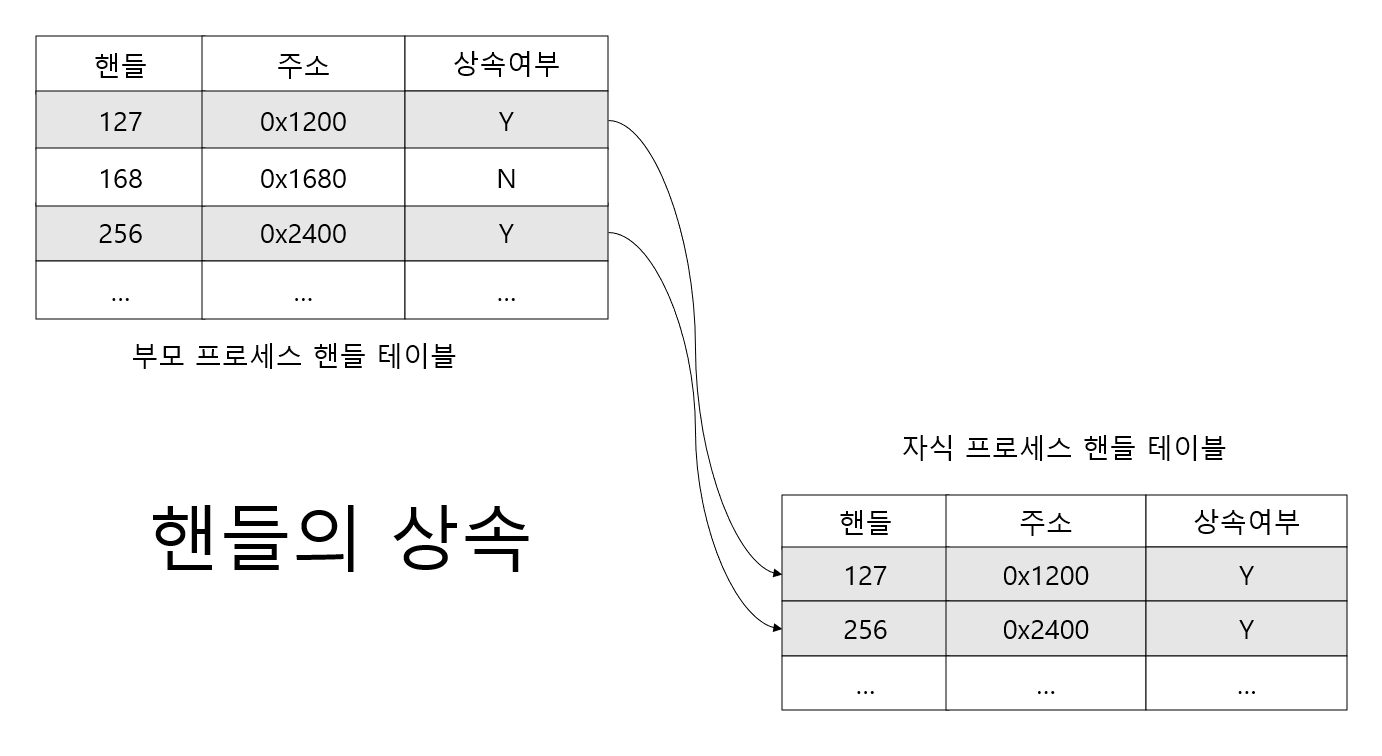 핸들 주소 상속여부
127 0x1200 Y
168 0x1680 N
256 0x2400 Y
... ... ...
부모 프로세스 핸들 테이블
핸들의 상속
자식 프로세스 핸들 테이블
핸들 주소 상속여부
127 0x1200 Y
256 0x2400 Y
... ... ...